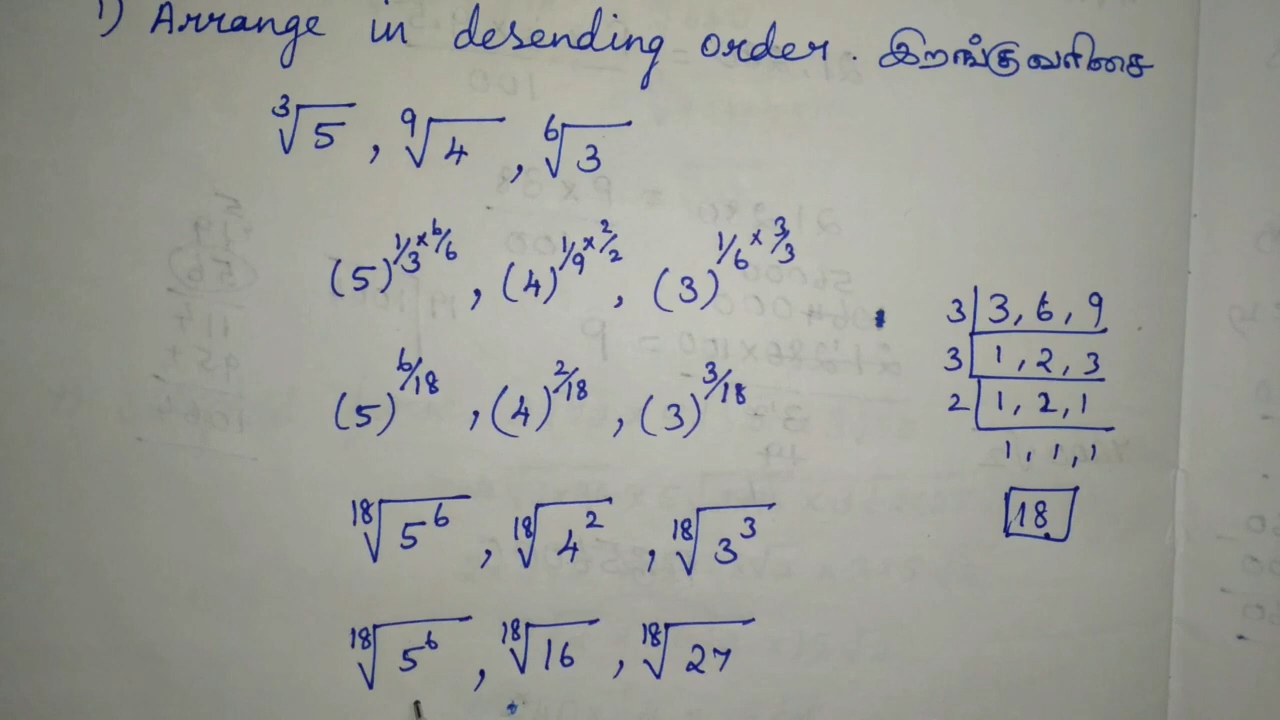 1) Arrange in desending order. இறங்குவரிசை
∛5 , ⁹√4 , ⁶√3
(5)^1/3 × 6/6 , (4)^1/9 × 2/2 , (3)^1/6 × 3/3
(5)^6/18 , (4)^2/18 , (3)^3/18
¹⁸√5⁶ , ¹⁸√4² , ¹⁸√3³
¹⁸√5⁶ , ¹⁸√16 , ¹⁸√27
3 | 3, 6, 9
3 | 1, 2, 3
2 | 1, 2, 1
1, 1, 1
18